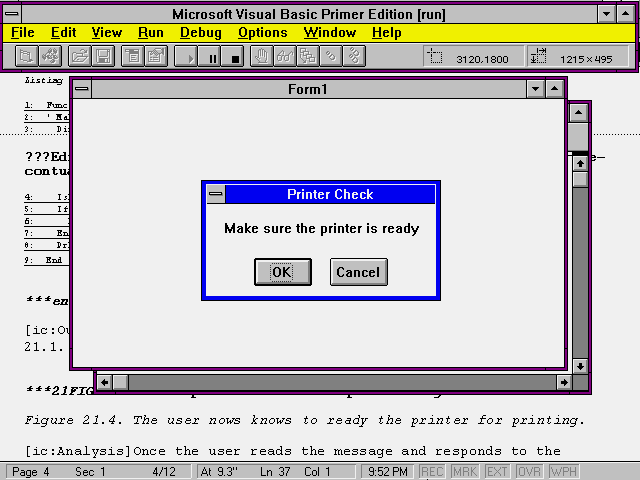 Microsoft Visual Basic Primer Edition [run]
File Edit View Run Debug Options Window Help
3120.1800 1215×495
Listing
Form1
1: Func
2: ' Ma
3: Di
???Edi
contua
Printer Check
Make sure the printer is ready
OK Cancel
4: Is
5: If
6:
7: En
8: Pr
9: End
***en
[ic:Ou
21.1.
***21FIG
Figure 21.4. The user nows knows to ready the printer for printing.
[ic:Analysis]Once the user reads the message and responds to the
Page 4 Sec 1 4/12 At 9.3" Ln 37 Col 1 9:52 PM REC MRK EXT OVR WPH